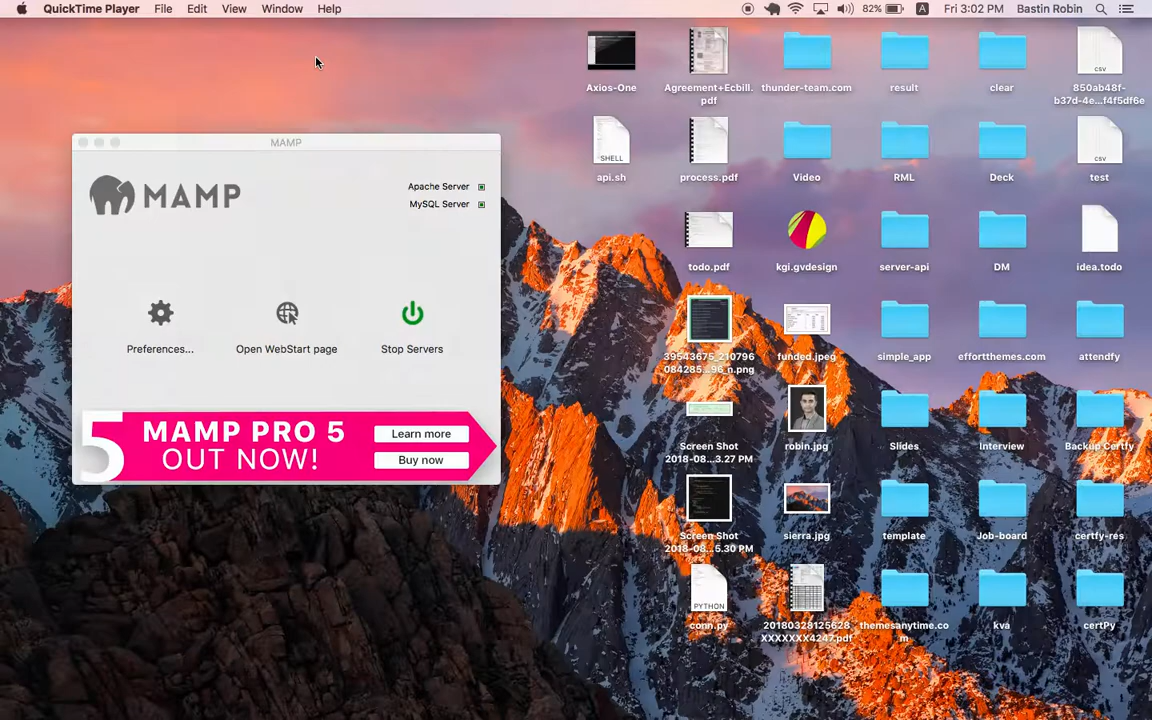 QuickTime Player File Edit View Window Help 82% A Fri 3:02 PM Bastin Robin
MAMP
MAMP
Apache Server
MySQL Server
Preferences...
Open WebStart page
Stop Servers
5
MAMP PRO 5
OUT NOW!
Learn more
Buy now
Axios-One
Agreement+Ecbill.
pdf
thunder-team.com
result
clear
csv
850ab48f-
b37d-4e...f4f5df6e
SHELL
api.sh
process.pdf
Video
RML
Deck
csv
test
todo.pdf
kgi.gvdesign
server-api
DM
idea.todo
39543675_210796
084285...96_n.png
funded.jpeg
simple_app
effortthemes.com
attendfy
Screen Shot
2018-08...3.27 PM
robin.jpg
Slides
Interview
Backup Certfy
Screen Shot
2018-08...5.30 PM
sierra.jpg
template
Job-board
certfy-res
PYTHON
conn.py
20180328125628
XXXXXXX4247.pdf
themesanytime.co
m
kva
certPy